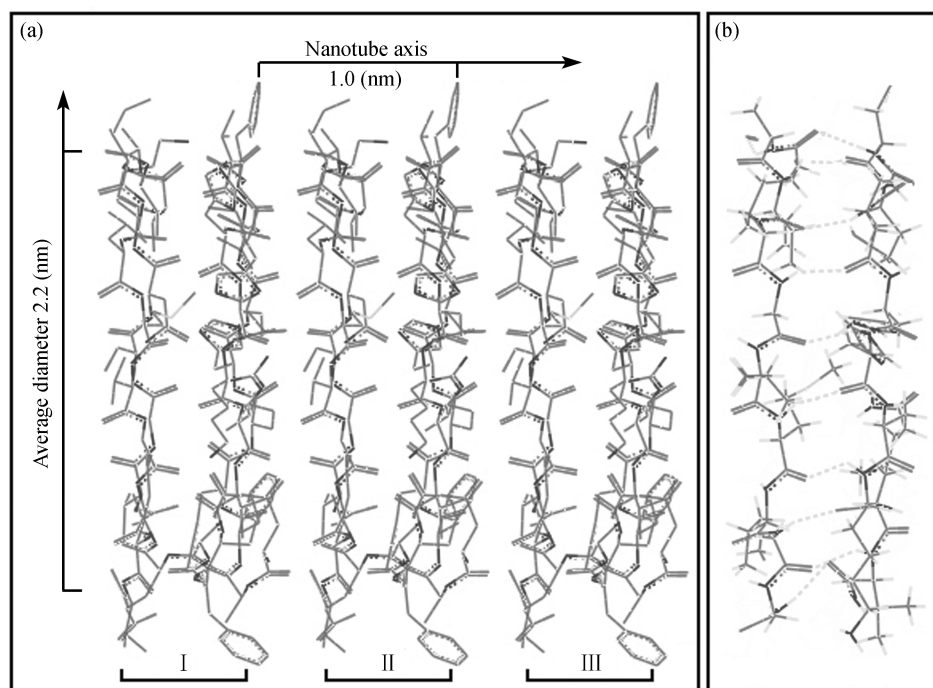 (a)
Nanotube axis
1.0 (nm)
Average diameter 2.2 (nm)
I
II
III
(b)